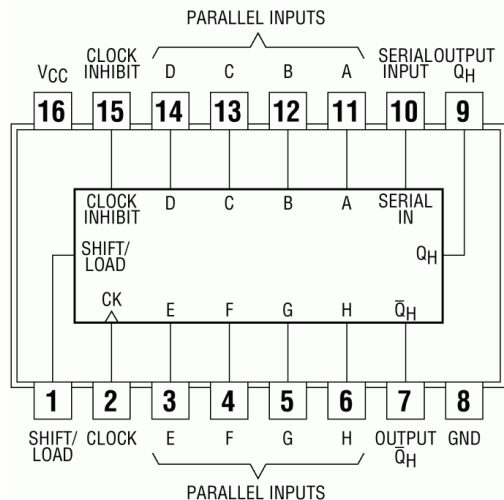 PARALLEL INPUTS
VCC
CLOCK
INHIBIT
D
C
B
A
SERIAL
INPUT
OUTPUT
QH
16
15
14
13
12
11
10
9
CLOCK
INHIBIT
D
C
B
A
SERIAL
IN
SHIFT/
LOAD
QH
CK
E
F
G
H
Q̅H
1
2
3
4
5
6
7
8
SHIFT/
LOAD
CLOCK
E
F
G
H
OUTPUT
Q̅H
GND
PARALLEL INPUTS